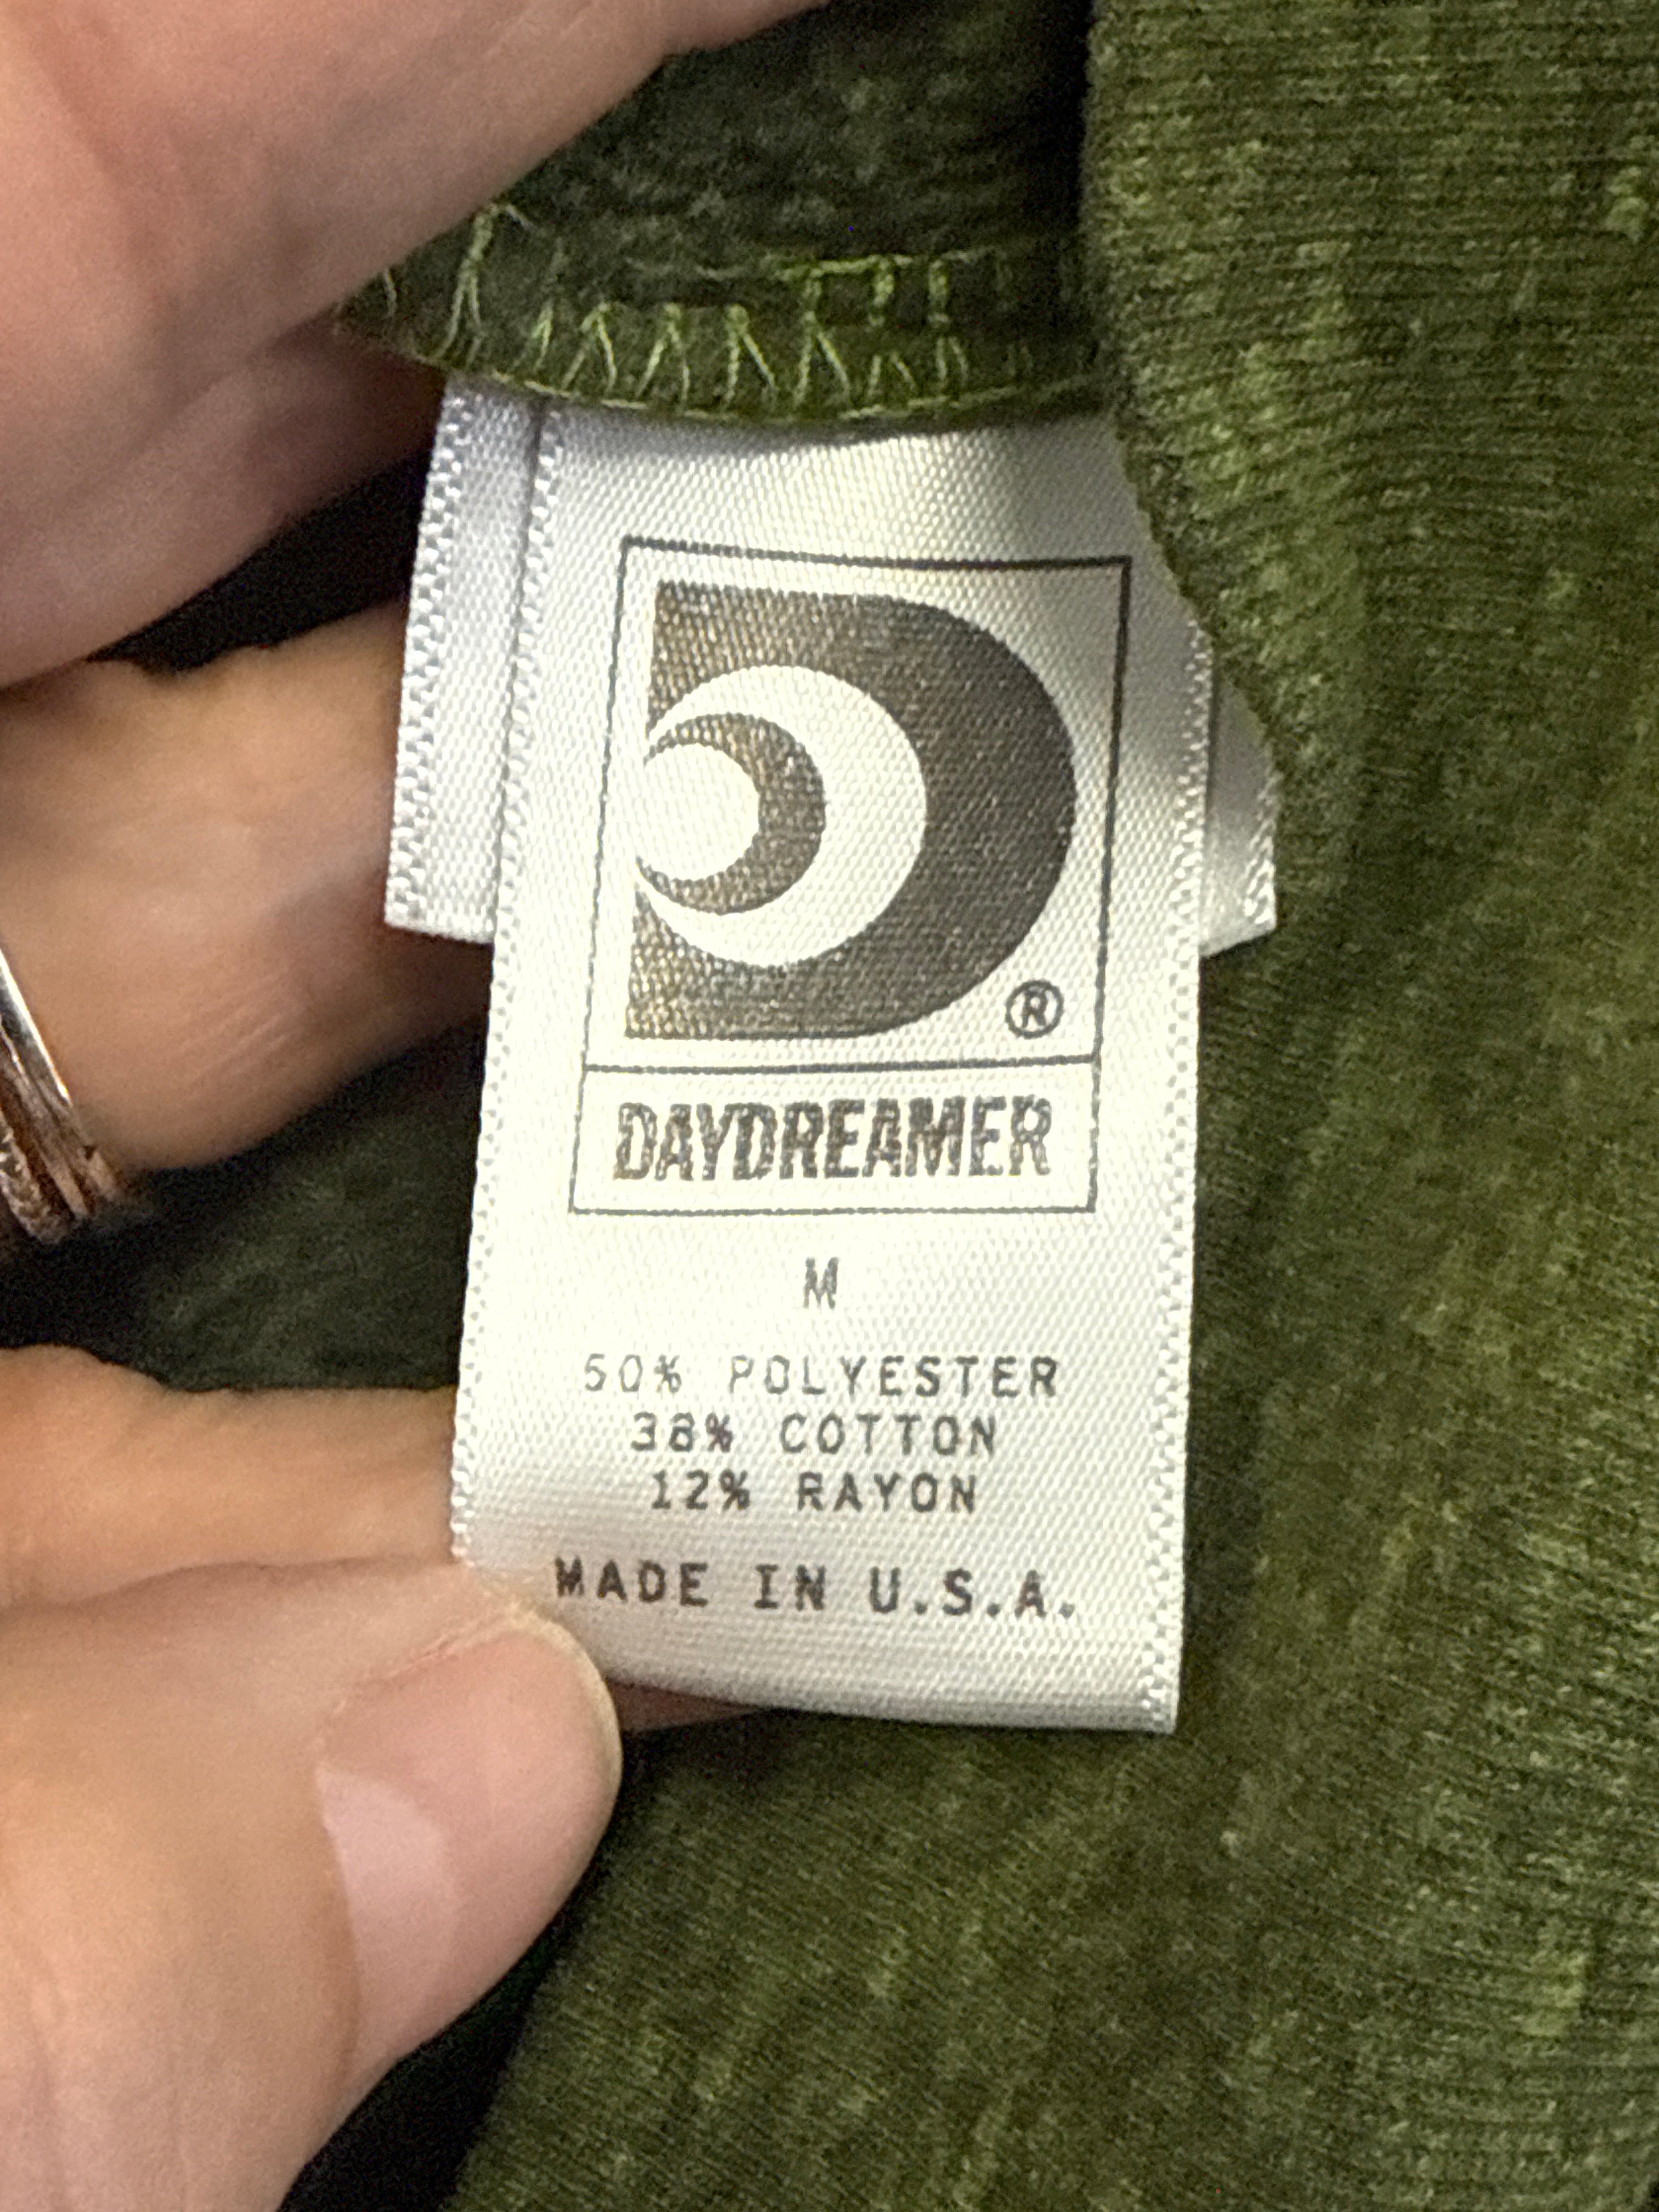 ®
DAYDREAMER
M
50% POLYESTER
38% COTTON
12% RAYON
MADE IN U.S.A.